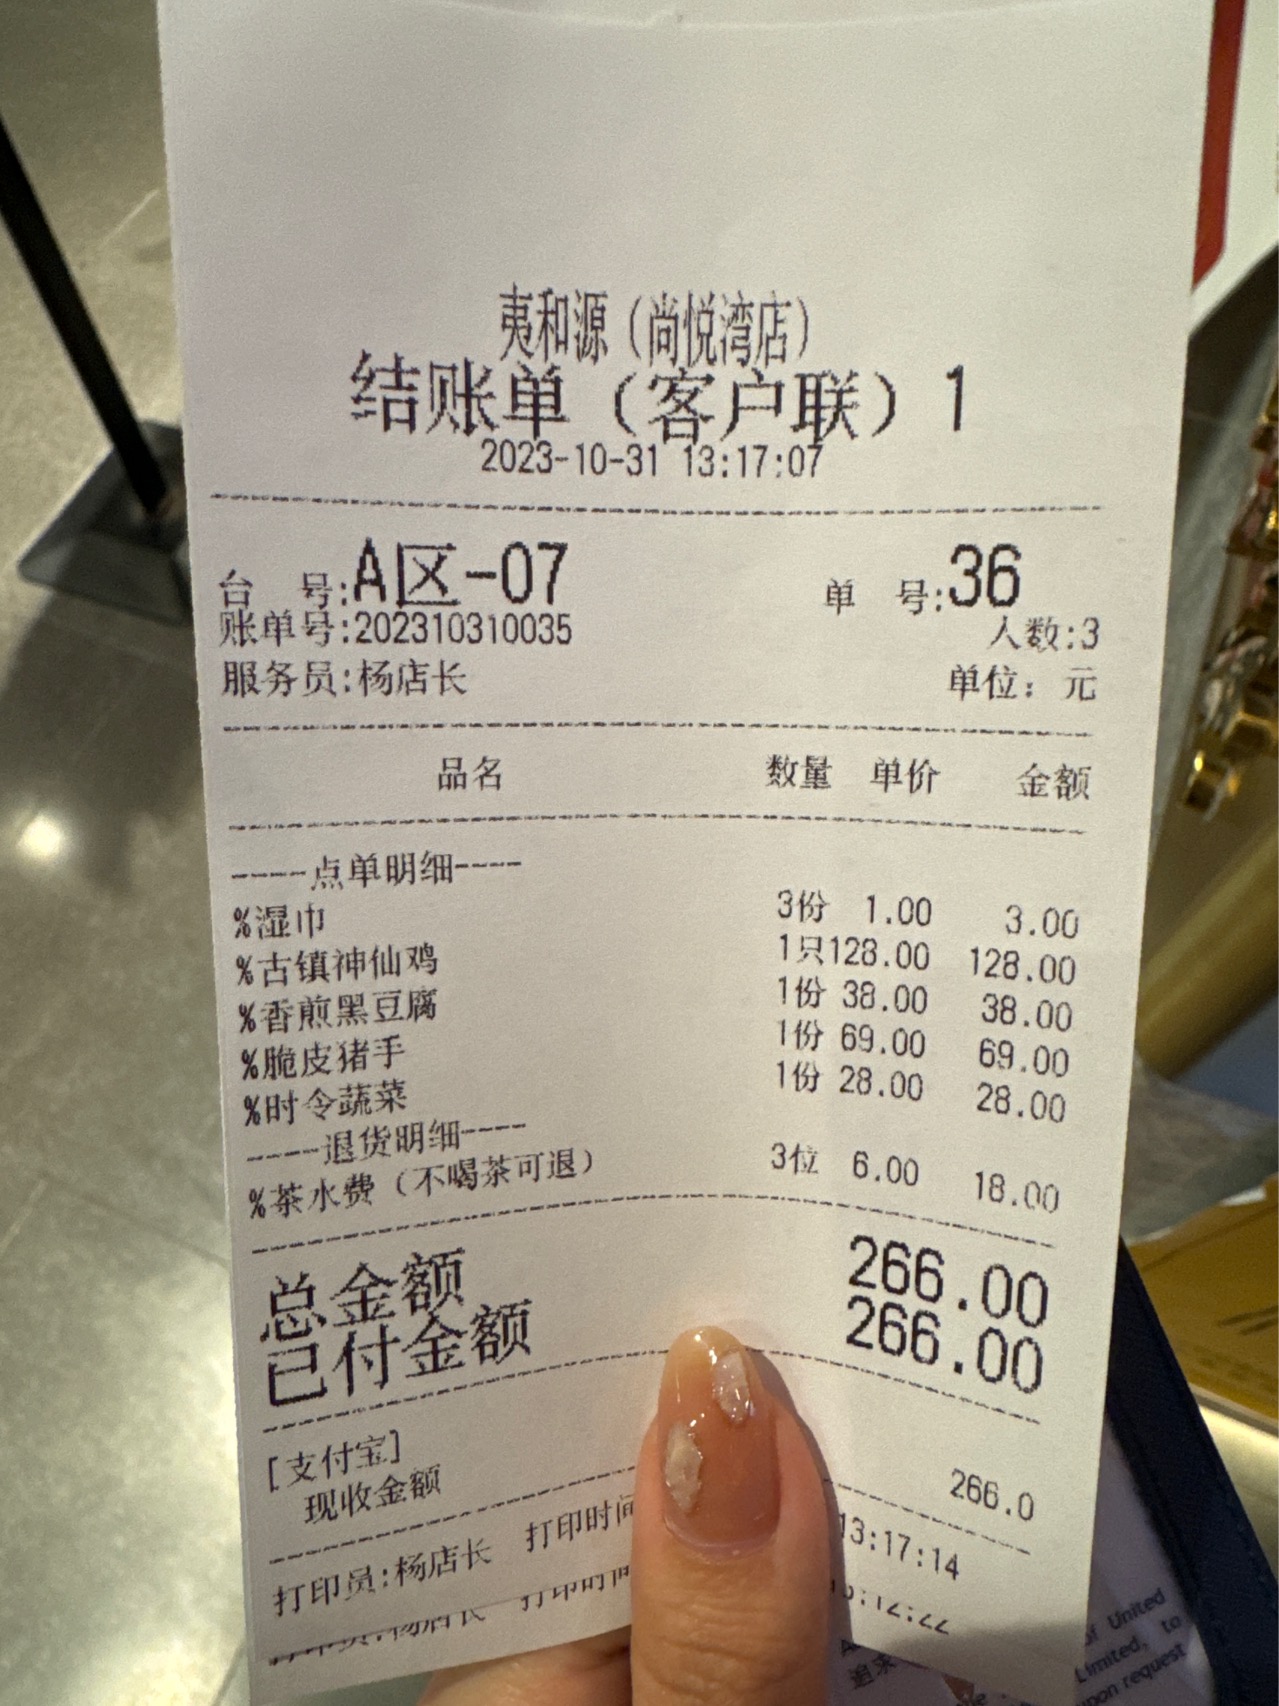 夷和源（尚悦湾店）
结账单（客户联）1
2023-10-31 13:17:07
台 号:A区-07 单 号:36
账单号:202310310035 人数:3
服务员:杨店长 单位：元
品名 数量 单价 金额
----点单明细----
%湿巾 3份 1.00 3.00
%古镇神仙鸡 1只128.00 128.00
%香煎黑豆腐 1份 38.00 38.00
%脆皮猪手 1份 69.00 69.00
%时令蔬菜 1份 28.00 28.00
----退货明细----
%茶水费（不喝茶可退） 3位 6.00 18.00
总金额 266.00
已付金额 266.00
[支付宝]
现收金额 266.0
打印员:杨店长 打印时间 13:17:14
of United
Limited, to
upon request
追求